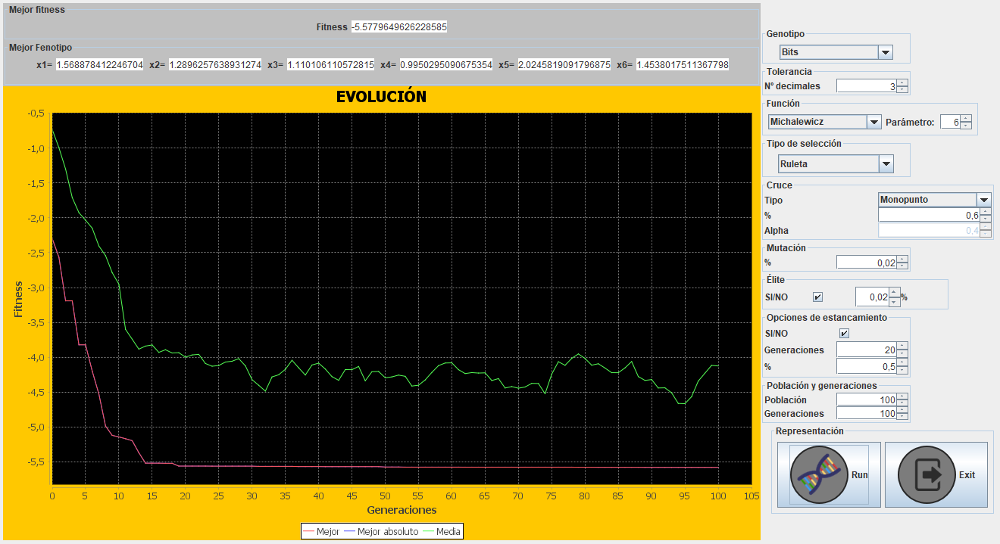 Mejor fitness
Fitness -5.5779649626228585
Mejor Fenotipo
x1= 1.568878412246704 x2= 1.2896257638931274 x3= 1.110106110572815 x4= 0.9950295090675354 x5= 2.0245819091796875 x6= 1.4538017511367798
EVOLUCIÓN
-0,5
-1,0
-1,5
-2,0
-2,5
-3,0
-3,5
-4,0
-4,5
-5,0
-5,5
Fitness
0 5 10 15 20 25 30 35 40 45 50 55 60 65 70 75 80 85 90 95 100 105
Generaciones
Mejor Mejor absoluto Media
Genotipo
Bits
Tolerancia
Nº decimales 3
Función
Michalewicz Parámetro: 6
Tipo de selección
Ruleta
Cruce
Tipo Monopunto
% 0,6
Alpha 0,4
Mutación
% 0,02
Élite
SI/NO 0,02 %
Opciones de estancamiento
SI/NO
Generaciones 20
% 0,5
Población y generaciones
Población 100
Generaciones 100
Representación
Run Exit